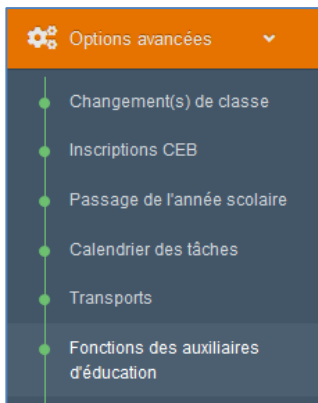 Options avancées
Changement(s) de classe
Inscriptions CEB
Passage de l'année scolaire
Calendrier des tâches
Transports
Fonctions des auxiliaires
d'éducation